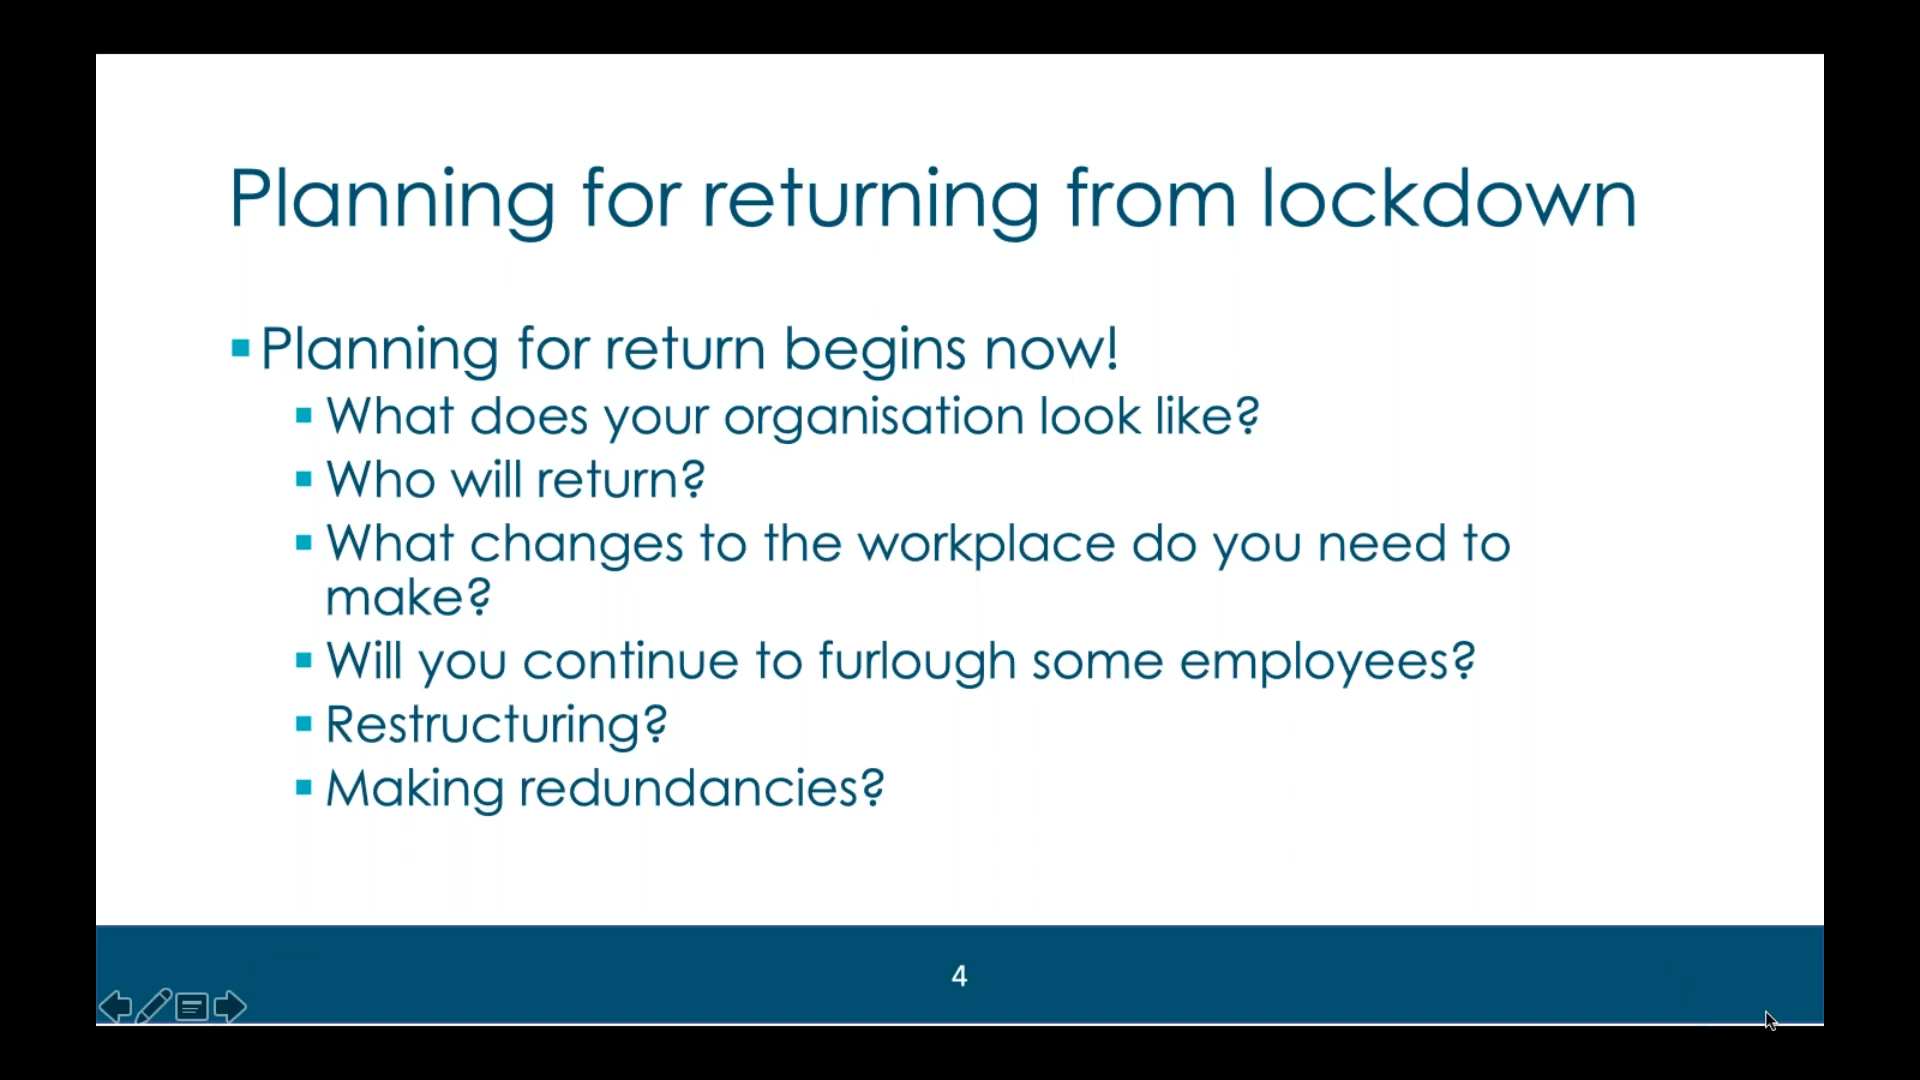 Planning for returning from lockdown
Planning for return begins now!
What does your organisation look like?
Who will return?
What changes to the workplace do you need to
make?
Will you continue to furlough some employees?
Restructuring?
Making redundancies?
4